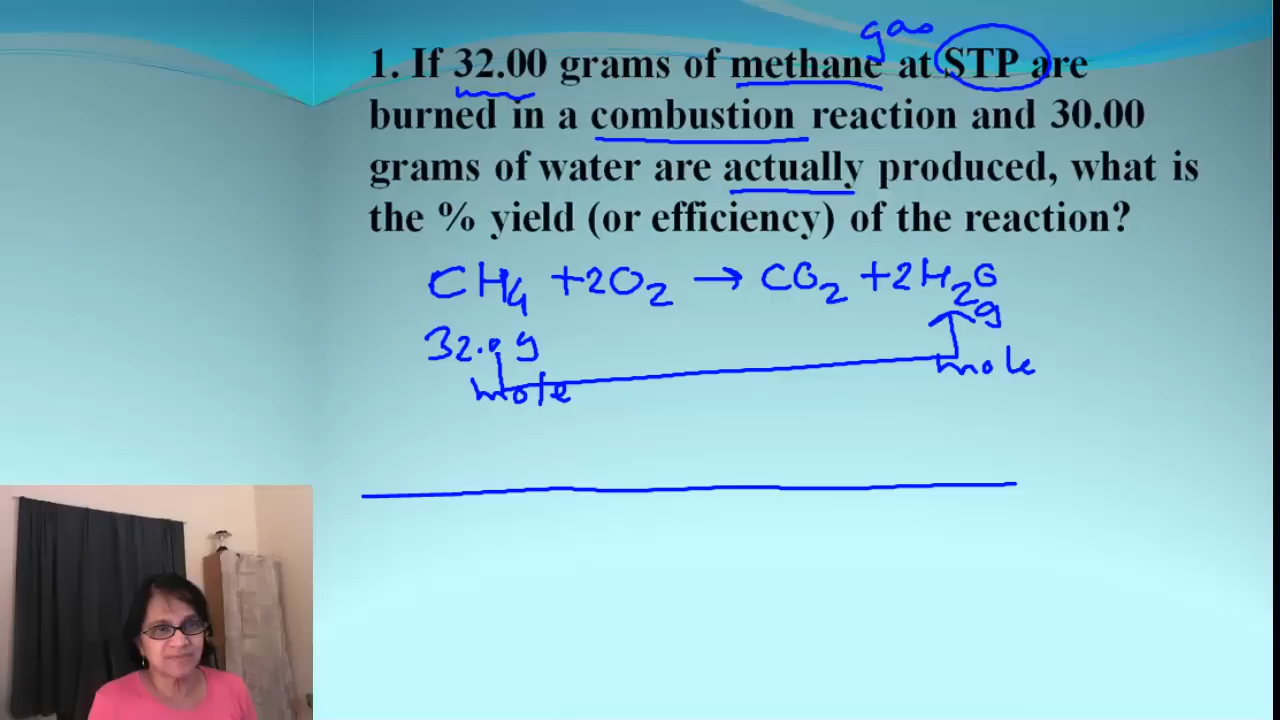 gas
1. If 32.00 grams of methane at STP are
burned in a combustion reaction and 30.00
grams of water are actually produced, what is
the % yield (or efficiency) of the reaction?
CH4 + 2O2 → CO2 + 2H2O
32.0 g g
mole mole